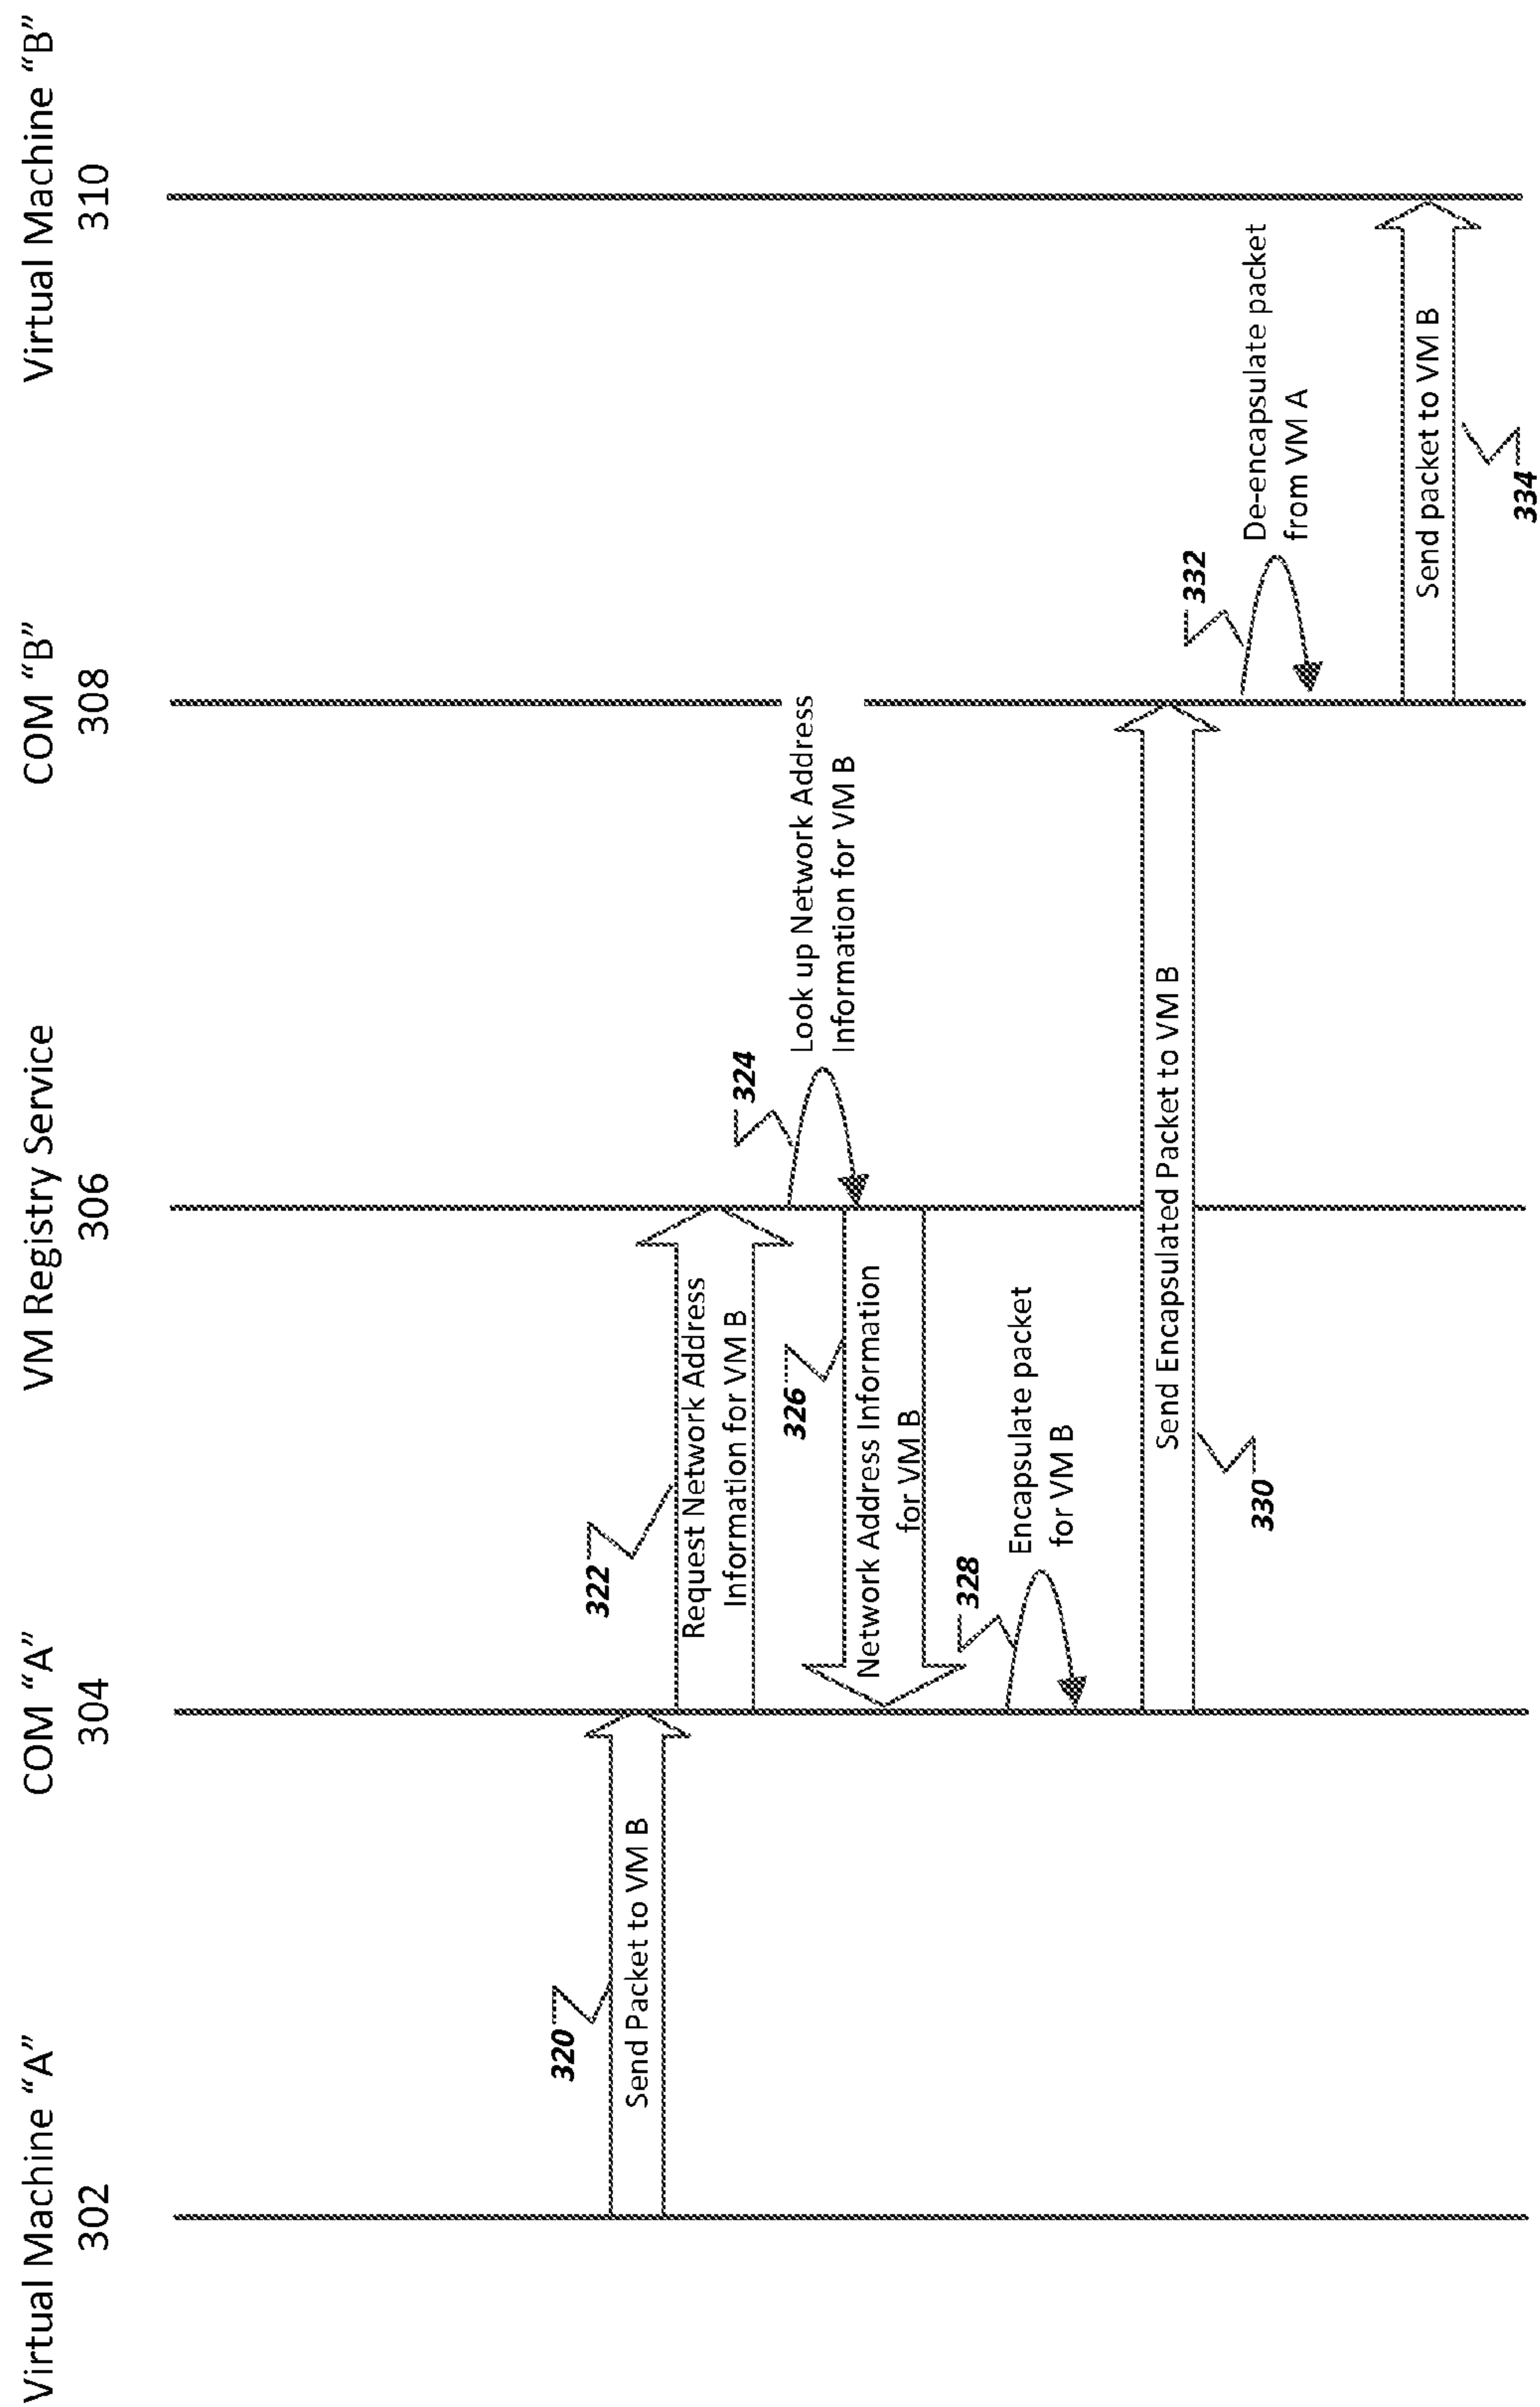 Virtual Machine “A”
302
COM “A”
304
VM Registry Service
306
COM “B”
308
Virtual Machine “B”
310
320
Send Packet to VM B
322
Request Network Address
Information for VM B
324
Look up Network Address
Information for VM B
326
Network Address Information
for VM B
328
Encapsulate packet
for VM B
Send Encapsulated Packet to VM B
330
332
De-encapsulate packet
from VM A
Send packet to VM B
334